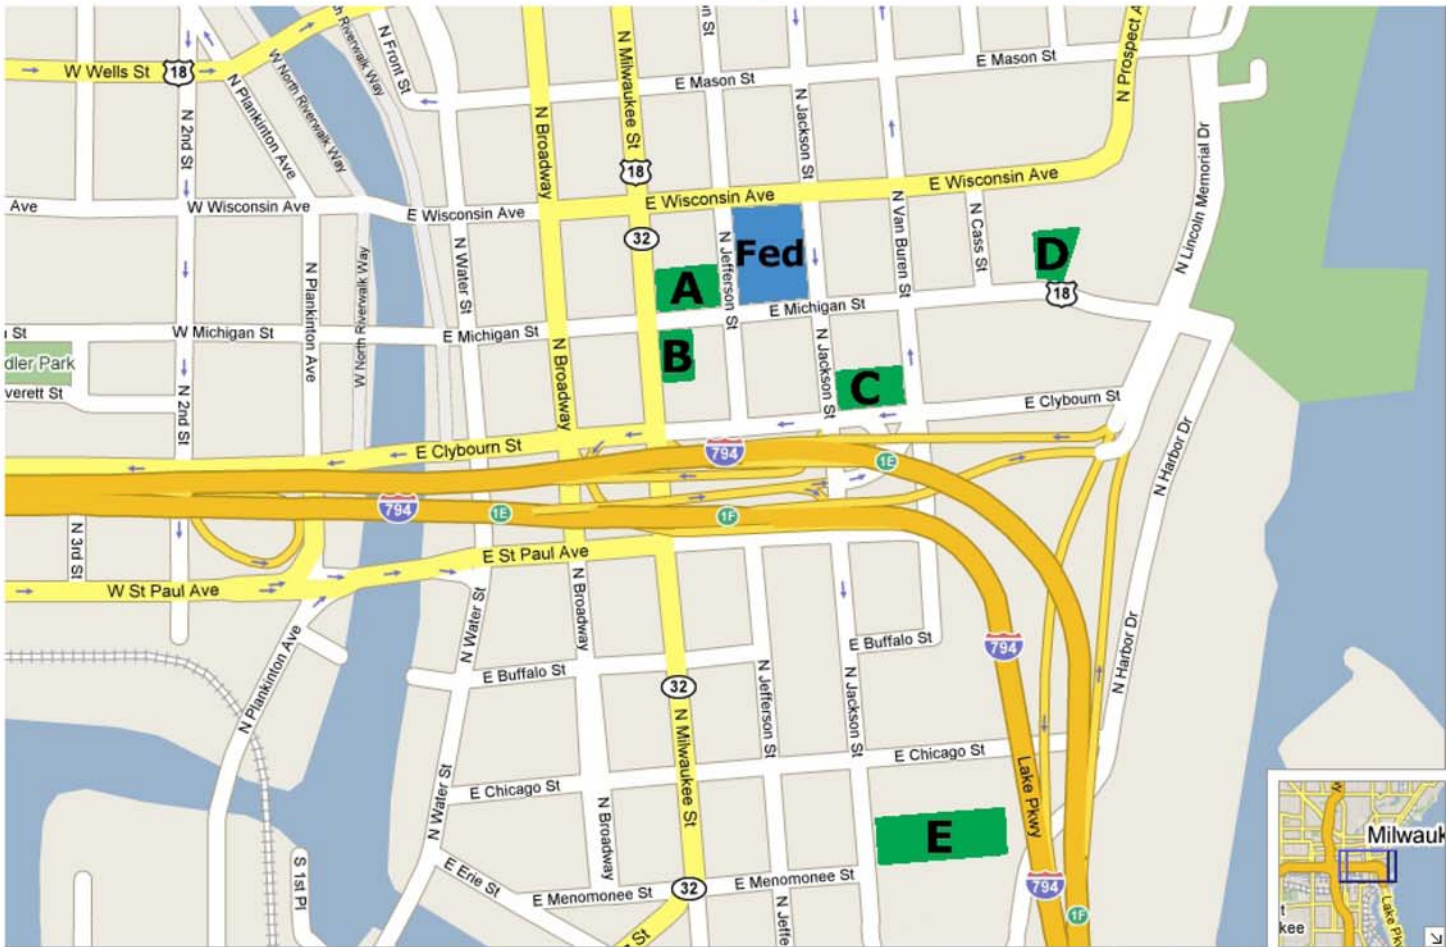 n St
N Riverwalk Way
N Front St
W North Riverwalk Way
N Milwaukee St
N Prospect A
E Mason St
E Mason St
W Wells St
18
N Plankinton Ave
N 2nd St
N Broadway
N Jackson St
18
N Lincoln Memorial Dr
E Wisconsin Ave
E Wisconsin Ave
Ave
W Wisconsin Ave
E Wisconsin Ave
N Van Buren St
N Cass St
32
N Water St
N Jefferson St
Fed
D
A
18
N Plankinton Ave
W North Riverwalk Way
E Michigan St
St
W Michigan St
E Michigan St
N Broadway
B
N Jackson St
C
dler Park
verett St
N 2nd St
E Clybourn St
E Clybourn St
794
1E
N Harbor Dr
794
1E
1F
N 3rd St
E St Paul Ave
W St Paul Ave
N Broadway
N Water St
N Plankinton Ave
E Buffalo St
794
E Buffalo St
N Harbor Dr
32
N Jefferson St
N Jackson St
N Milwaukee St
E Chicago St
E Chicago St
Lake Pkwy
N Water St
N Broadway
E
Milwauk
S 1st Pl
E Erie St
E Menomonee St
32
E Menomonee St
794
N Jeffe
1F
St
t
kee
Lake Pk